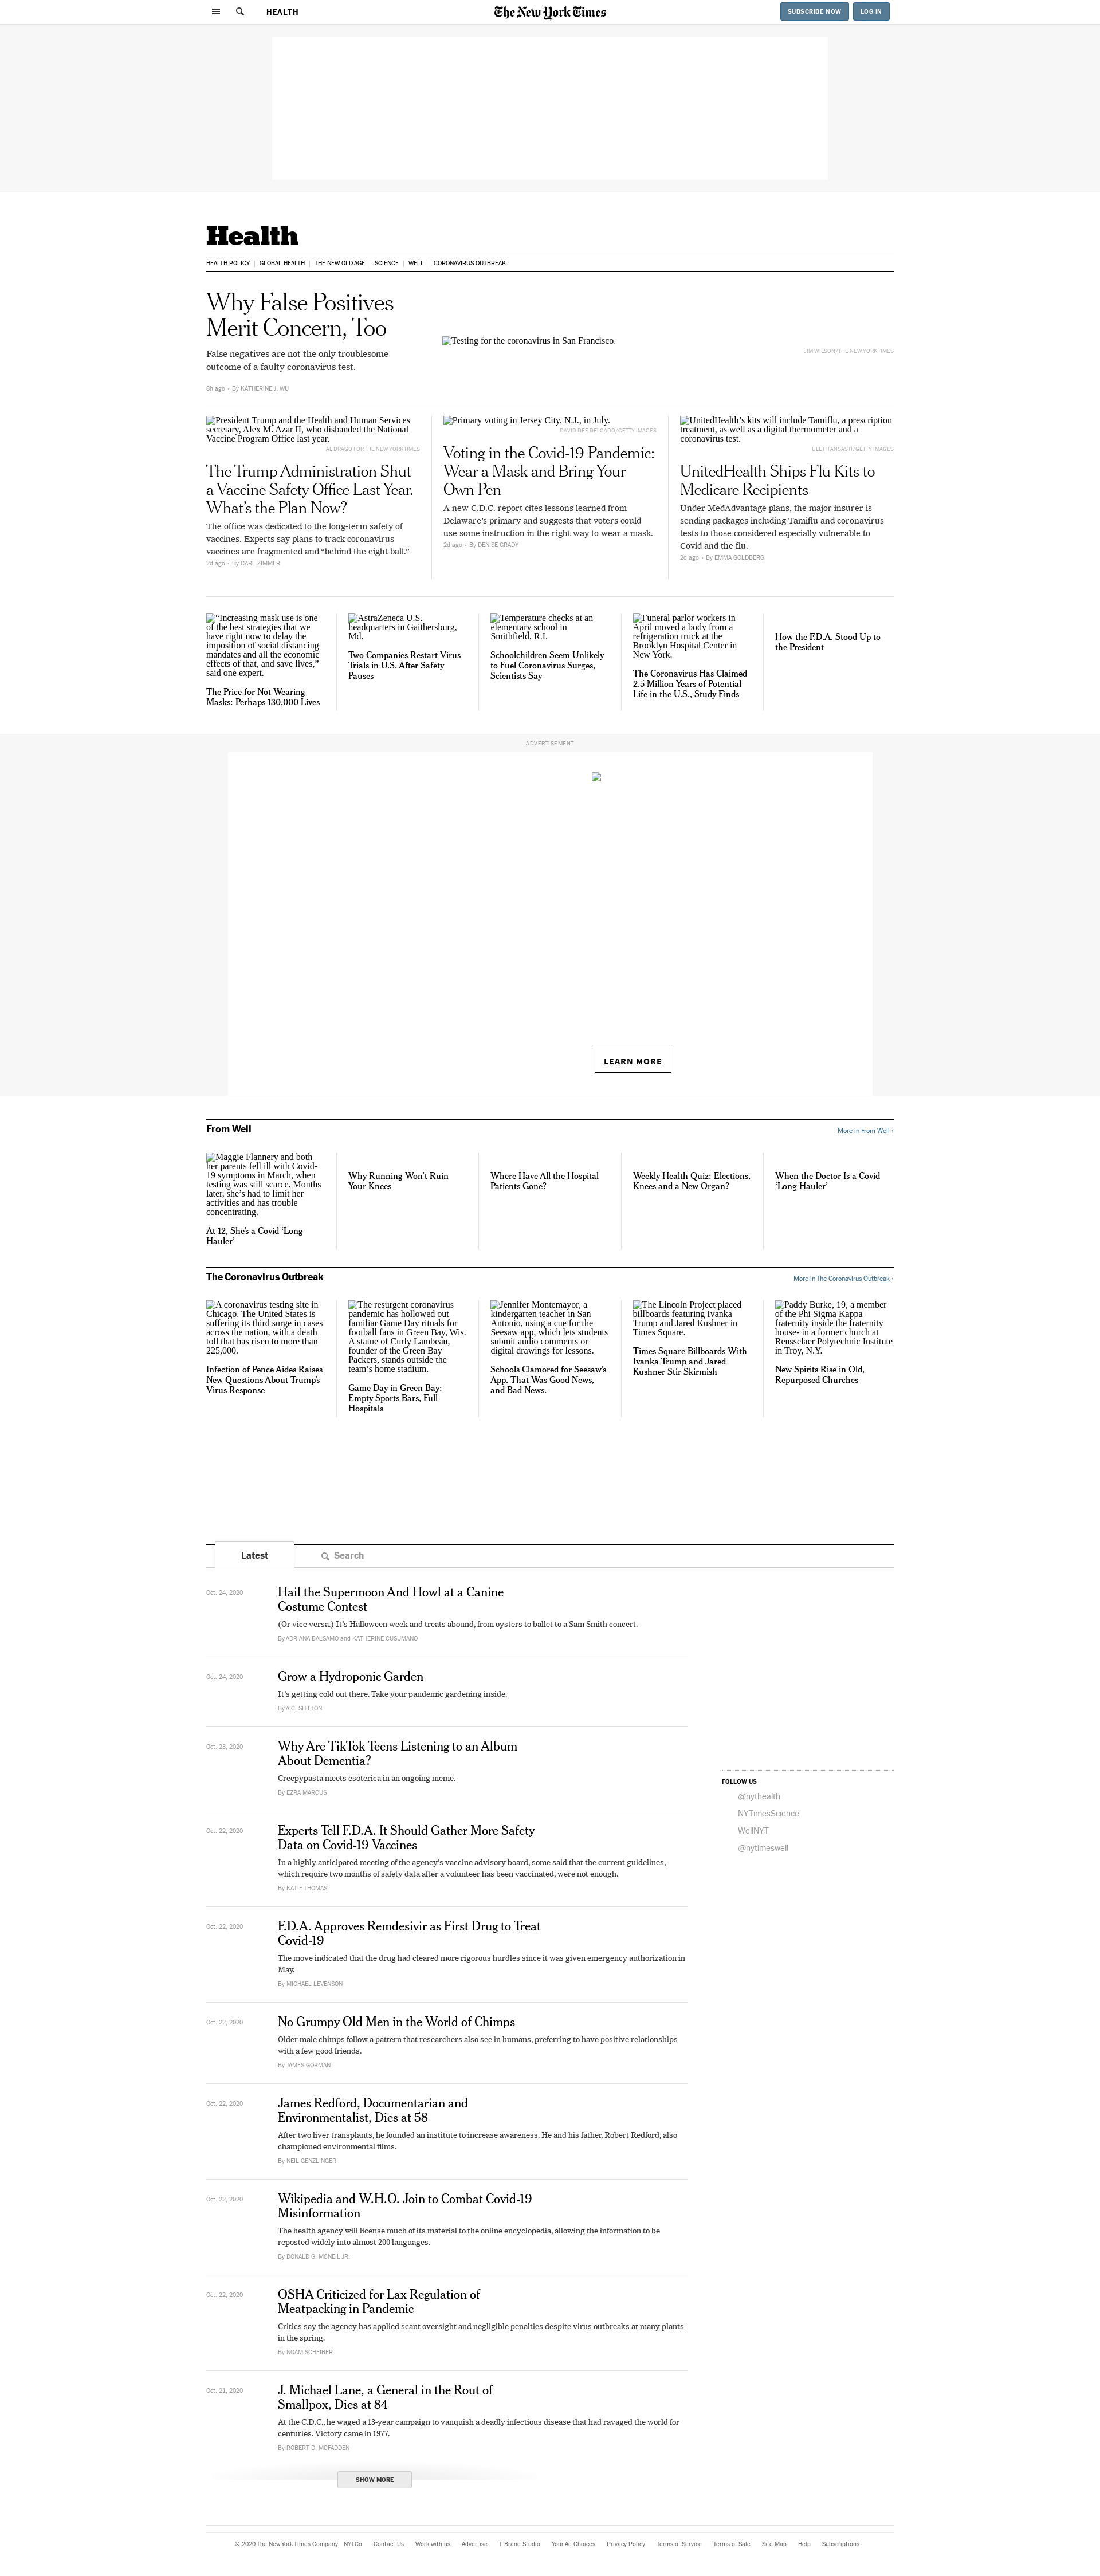 HEALTH
The New York Times
SUBSCRIBE NOW
LOG IN
Health
HEALTH POLICY
GLOBAL HEALTH
THE NEW OLD AGE
SCIENCE
WELL
CORONAVIRUS OUTBREAK
Why False Positives
Merit Concern, Too
False negatives are not the only troublesome
outcome of a faulty coronavirus test.
8h ago · By KATHERINE J. WU
Testing for the coronavirus in San Francisco.
JIM WILSON/THE NEW YORK TIMES
President Trump and the Health and Human Services
secretary, Alex M. Azar II, who disbanded the National
Vaccine Program Office last year.
AL DRAGO FOR THE NEW YORK TIMES
The Trump Administration Shut
a Vaccine Safety Office Last Year.
What's the Plan Now?
The office was dedicated to the long-term safety of
vaccines. Experts say plans to track coronavirus
vaccines are fragmented and “behind the eight ball.”
2d ago · By CARL ZIMMER
Primary voting in Jersey City, N.J., in July.
DAVID DEE DELGADO/GETTY IMAGES
Voting in the Covid-19 Pandemic:
Wear a Mask and Bring Your
Own Pen
A new C.D.C. report cites lessons learned from
Delaware's primary and suggests that voters could
use some instruction in the right way to wear a mask.
2d ago · By DENISE GRADY
UnitedHealth's kits will include Tamiflu, a prescription
treatment, as well as a digital thermometer and a
coronavirus test.
ULET IFANSASTI/GETTY IMAGES
UnitedHealth Ships Flu Kits to
Medicare Recipients
Under MedAdvantage plans, the major insurer is
sending packages including Tamiflu and coronavirus
tests to those considered especially vulnerable to
Covid and the flu.
2d ago · By EMMA GOLDBERG
“Increasing mask use is one
of the best strategies that we
have right now to delay the
imposition of social distancing
mandates and all the economic
effects of that, and save lives,”
said one expert.
The Price for Not Wearing
Masks: Perhaps 130,000 Lives
AstraZeneca U.S.
headquarters in Gaithersburg,
Md.
Two Companies Restart Virus
Trials in U.S. After Safety
Pauses
Temperature checks at an
elementary school in
Smithfield, R.I.
Schoolchildren Seem Unlikely
to Fuel Coronavirus Surges,
Scientists Say
Funeral parlor workers in
April moved a body from a
refrigeration truck at the
Brooklyn Hospital Center in
New York.
The Coronavirus Has Claimed
2.5 Million Years of Potential
Life in the U.S., Study Finds
How the F.D.A. Stood Up to
the President
ADVERTISEMENT
LEARN MORE
From Well
More in From Well ›
Maggie Flannery and both
her parents fell ill with Covid-
19 symptoms in March, when
testing was still scarce. Months
later, she's had to limit her
activities and has trouble
concentrating.
At 12, She's a Covid ‘Long
Hauler’
Why Running Won't Ruin
Your Knees
Where Have All the Hospital
Patients Gone?
Weekly Health Quiz: Elections,
Knees and a New Organ?
When the Doctor Is a Covid
‘Long Hauler’
The Coronavirus Outbreak
More in The Coronavirus Outbreak ›
A coronavirus testing site in
Chicago. The United States is
suffering its third surge in cases
across the nation, with a death
toll that has risen to more than
225,000.
Infection of Pence Aides Raises
New Questions About Trump's
Virus Response
The resurgent coronavirus
pandemic has hollowed out
familiar Game Day rituals for
football fans in Green Bay, Wis.
A statue of Curly Lambeau,
founder of the Green Bay
Packers, stands outside the
team's home stadium.
Game Day in Green Bay:
Empty Sports Bars, Full
Hospitals
Jennifer Montemayor, a
kindergarten teacher in San
Antonio, using a cue for the
Seesaw app, which lets students
submit audio comments or
digital drawings for lessons.
Schools Clamored for Seesaw's
App. That Was Good News,
and Bad News.
The Lincoln Project placed
billboards featuring Ivanka
Trump and Jared Kushner in
Times Square.
Times Square Billboards With
Ivanka Trump and Jared
Kushner Stir Skirmish
Paddy Burke, 19, a member
of the Phi Sigma Kappa
fraternity inside the fraternity
house- in a former church at
Rensselaer Polytechnic Institute
in Troy, N.Y.
New Spirits Rise in Old,
Repurposed Churches
Latest
Search
Oct. 24, 2020
Hail the Supermoon And Howl at a Canine
Costume Contest
(Or vice versa.) It's Halloween week and treats abound, from oysters to ballet to a Sam Smith concert.
By ADRIANA BALSAMO and KATHERINE CUSUMANO
Oct. 24, 2020
Grow a Hydroponic Garden
It's getting cold out there. Take your pandemic gardening inside.
By A.C. SHILTON
Oct. 23, 2020
Why Are TikTok Teens Listening to an Album
About Dementia?
Creepypasta meets esoterica in an ongoing meme.
By EZRA MARCUS
Oct. 22, 2020
Experts Tell F.D.A. It Should Gather More Safety
Data on Covid-19 Vaccines
In a highly anticipated meeting of the agency's vaccine advisory board, some said that the current guidelines,
which require two months of safety data after a volunteer has been vaccinated, were not enough.
By KATIE THOMAS
Oct. 22, 2020
F.D.A. Approves Remdesivir as First Drug to Treat
Covid-19
The move indicated that the drug had cleared more rigorous hurdles since it was given emergency authorization in
May.
By MICHAEL LEVENSON
Oct. 22, 2020
No Grumpy Old Men in the World of Chimps
Older male chimps follow a pattern that researchers also see in humans, preferring to have positive relationships
with a few good friends.
By JAMES GORMAN
Oct. 22, 2020
James Redford, Documentarian and
Environmentalist, Dies at 58
After two liver transplants, he founded an institute to increase awareness. He and his father, Robert Redford, also
championed environmental films.
By NEIL GENZLINGER
Oct. 22, 2020
Wikipedia and W.H.O. Join to Combat Covid-19
Misinformation
The health agency will license much of its material to the online encyclopedia, allowing the information to be
reposted widely into almost 200 languages.
By DONALD G. MCNEIL JR.
Oct. 22, 2020
OSHA Criticized for Lax Regulation of
Meatpacking in Pandemic
Critics say the agency has applied scant oversight and negligible penalties despite virus outbreaks at many plants
in the spring.
By NOAM SCHEIBER
Oct. 21, 2020
J. Michael Lane, a General in the Rout of
Smallpox, Dies at 84
At the C.D.C., he waged a 13-year campaign to vanquish a deadly infectious disease that had ravaged the world for
centuries. Victory came in 1977.
By ROBERT D. MCFADDEN
SHOW MORE
FOLLOW US
@nythealth
NYTimesScience
WellNYT
@nytimeswell
© 2020 The New York Times Company
NYTCo
Contact Us
Work with us
Advertise
T Brand Studio
Your Ad Choices
Privacy Policy
Terms of Service
Terms of Sale
Site Map
Help
Subscriptions